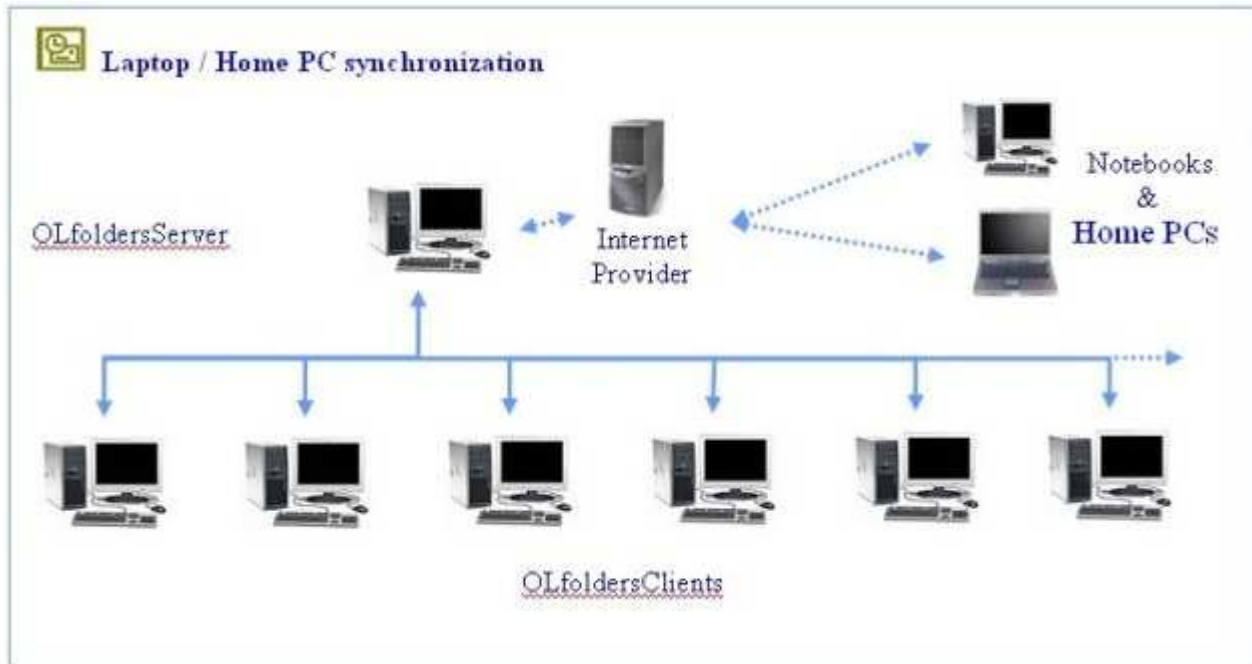 Laptop / Home PC synchronization
OLfoldersServer
Internet
Provider
Notebooks
&
Home PCs
OLfoldersClients